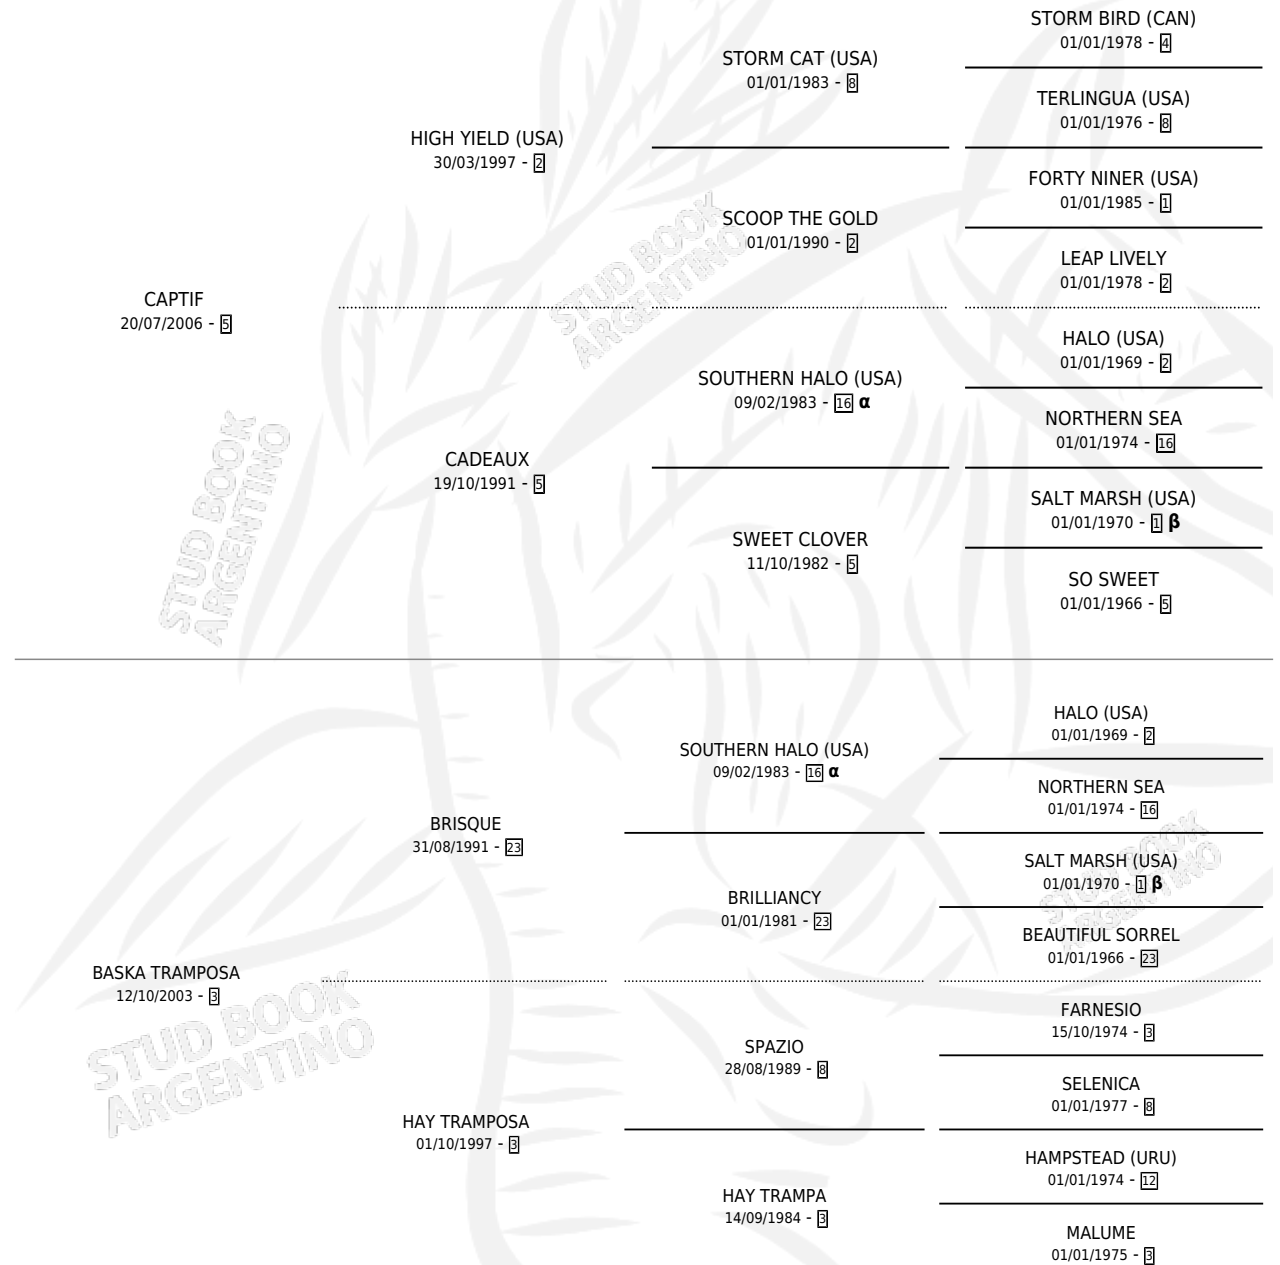 STORM BIRD (CAN)
01/01/1978 - 4
STORM CAT (USA)
01/01/1983 - 8
TERLINGUA (USA)
01/01/1976 - 8
HIGH YIELD (USA)
30/03/1997 - 2
FORTY NINER (USA)
01/01/1985 - 1
SCOOP THE GOLD
01/01/1990 - 2
LEAP LIVELY
01/01/1978 - 2
CAPTIF
20/07/2006 - 5
HALO (USA)
01/01/1969 - 2
SOUTHERN HALO (USA)
09/02/1983 - 16 α
NORTHERN SEA
01/01/1974 - 16
CADEAUX
19/10/1991 - 5
SALT MARSH (USA)
01/01/1970 - 1 β
SWEET CLOVER
11/10/1982 - 5
SO SWEET
01/01/1966 - 5
HALO (USA)
01/01/1969 - 2
SOUTHERN HALO (USA)
09/02/1983 - 16 α
NORTHERN SEA
01/01/1974 - 16
BRISQUE
31/08/1991 - 23
SALT MARSH (USA)
01/01/1970 - 1 β
BRILLIANCY
01/01/1981 - 23
BEAUTIFUL SORREL
01/01/1966 - 23
BASKA TRAMPOSA
12/10/2003 - 3
FARNESIO
15/10/1974 - 3
SPAZIO
28/08/1989 - 8
SELENICA
01/01/1977 - 8
HAY TRAMPOSA
01/10/1997 - 3
HAMPSTEAD (URU)
01/01/1974 - 12
HAY TRAMPA
14/09/1984 - 3
MALUME
01/01/1975 - 3
STUD BOOK
ARGENTINO
STUD BOOK
ARGENTINO
STUD BOOK
ARGENTINO
STUD BOOK
ARGENTINO